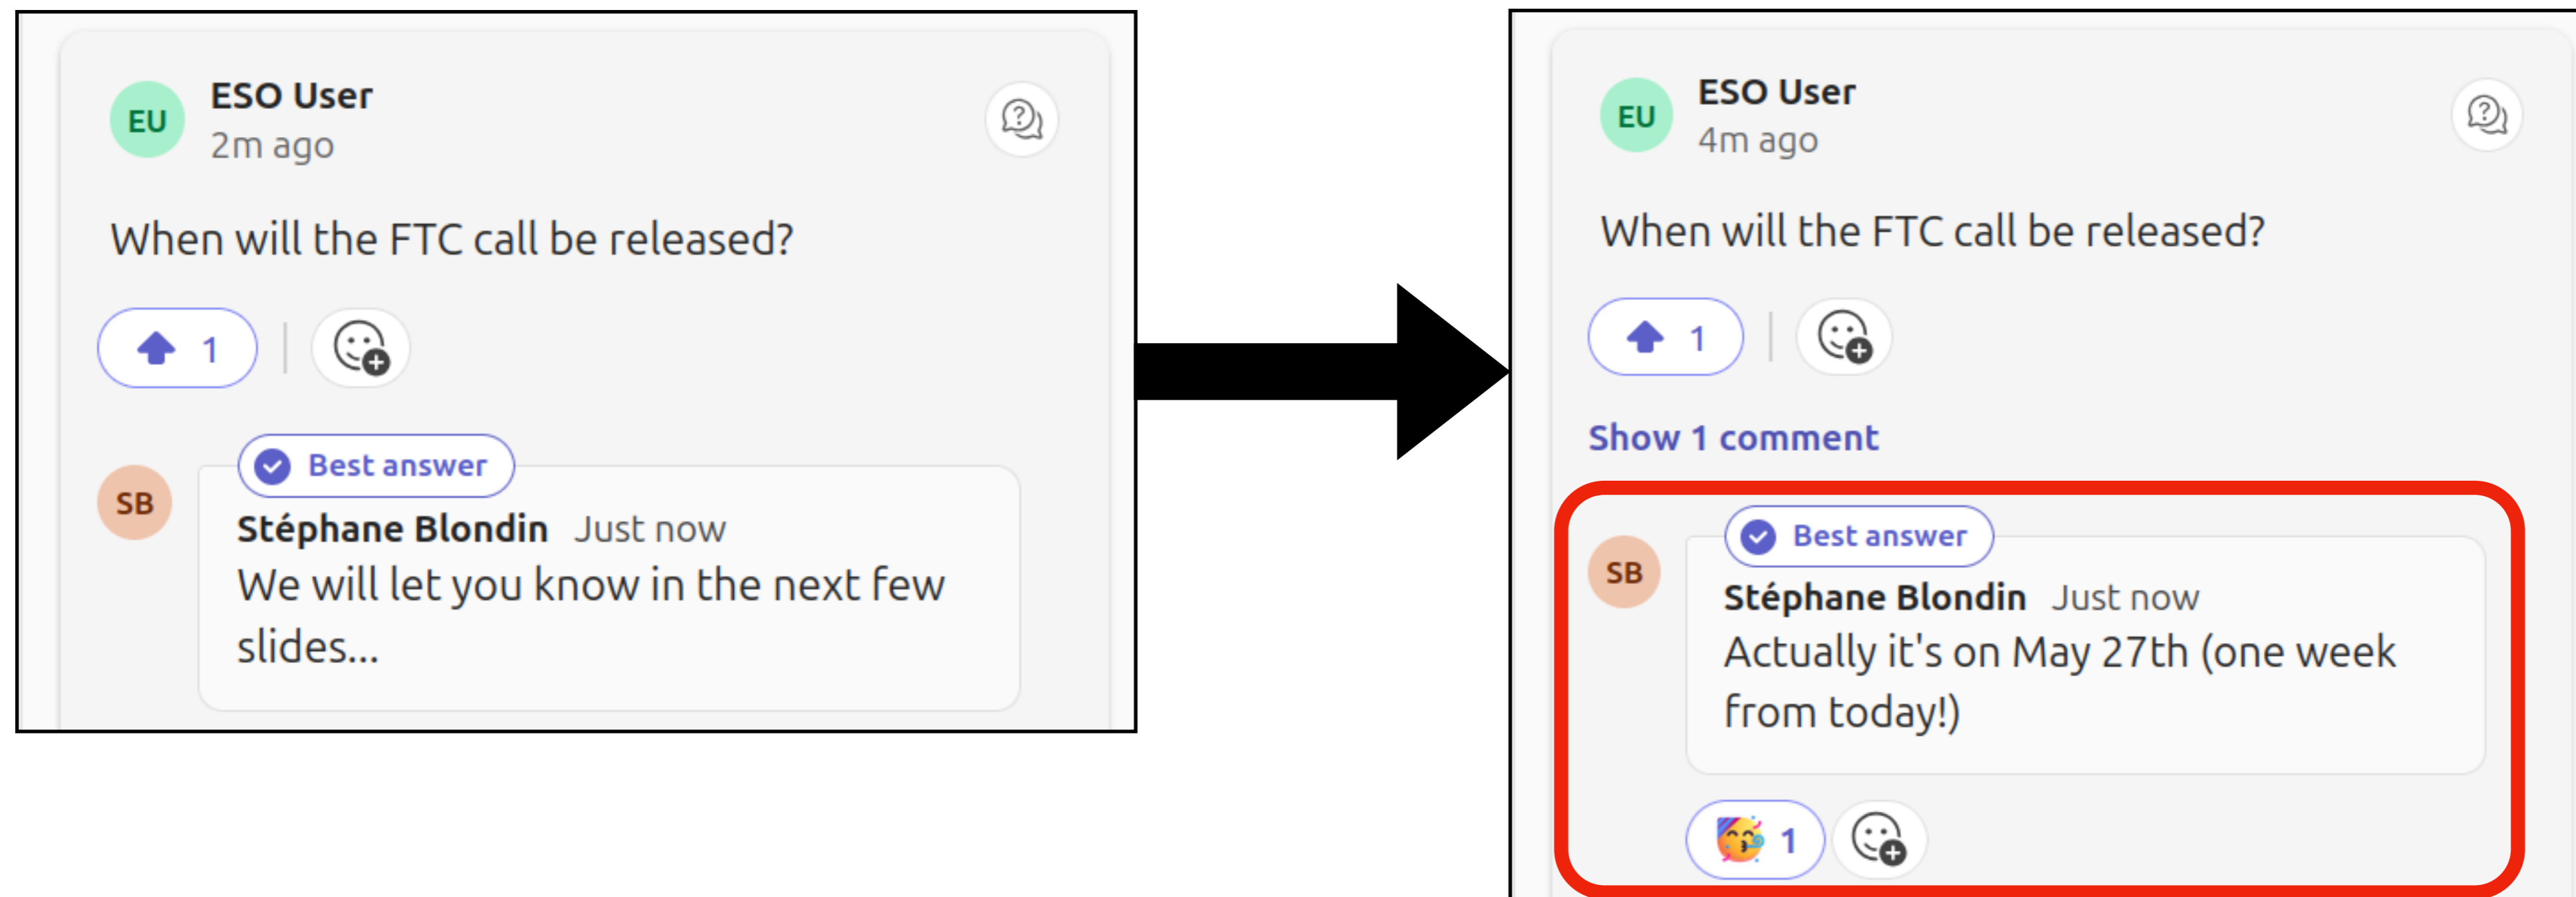 EU
ESO User
2m ago
When will the FTC call be released?
1
Best answer
SB
Stéphane Blondin Just now
We will let you know in the next few
slides...
EU
ESO User
4m ago
When will the FTC call be released?
1
Show 1 comment
Best answer
SB
Stéphane Blondin Just now
Actually it's on May 27th (one week
from today!)
1